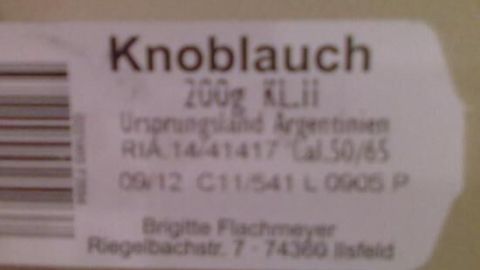 Knoblauch
200g Kl.ii
Ursprungsland Argentinien
RIA.14/41417 Cal.50/65
09/12 C11/541 L 0905 P
Brigitte Flachmeyer
Riegelbachstr. 7 - 74360 Ilsfeld